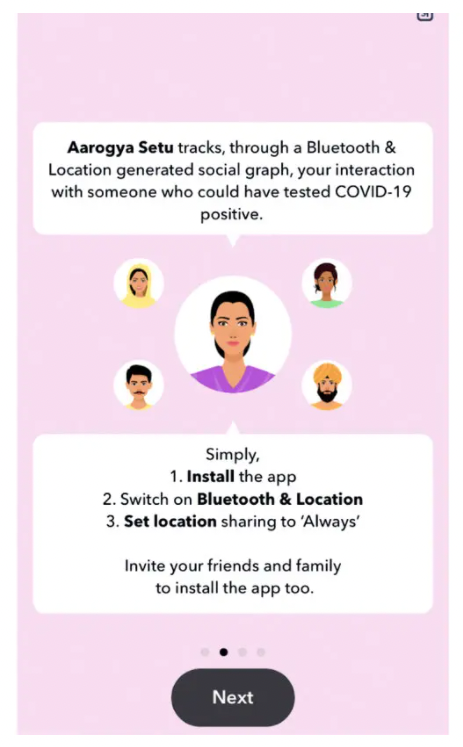 Aarogya Setu tracks, through a Bluetooth &
Location generated social graph, your interaction
with someone who could have tested COVID-19
positive.
Simply,
1. Install the app
2. Switch on Bluetooth & Location
3. Set location sharing to ‘Always’
Invite your friends and family
to install the app too.
Next